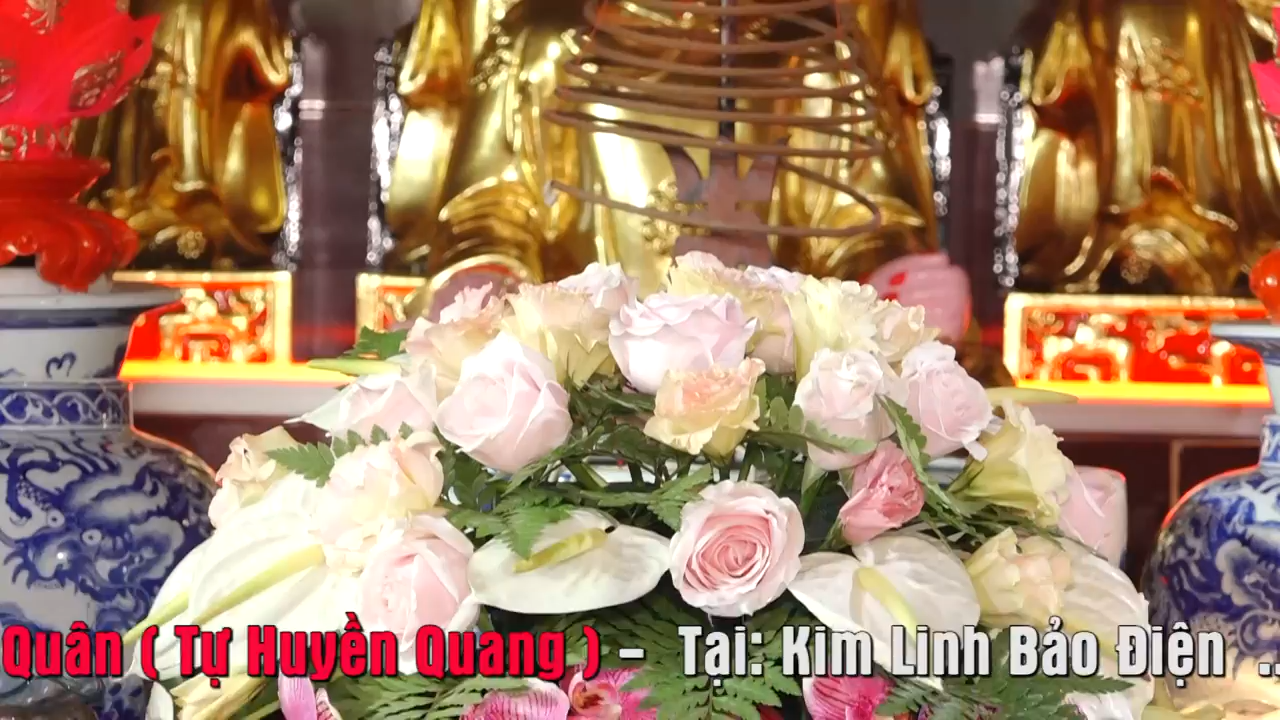 Quân ( Tự Huyền Quang ) – Tại: Kim Linh Bảo Điện ..